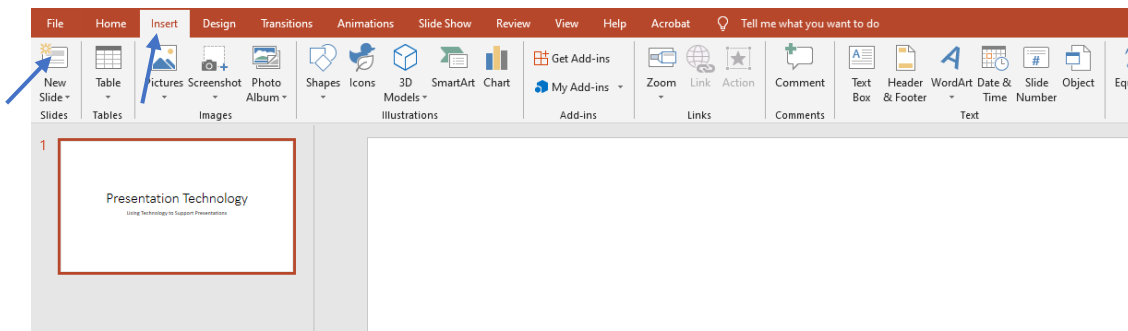 File Home Insert Design Transitions Animations Slide Show Review View Help Acrobat Tell me what you want to do
New Slide
Table
Pictures
Screenshot
Photo Album
Shapes
Icons
3D Models
SmartArt
Chart
Get Add-ins
My Add-ins
Zoom
Link
Action
Comment
Text Box
Header & Footer
WordArt
Date & Time
Slide Number
#
Object
Slides Tables Images Illustrations Add-ins Links Comments Text
1
Presentation Technology
Using Technology to Support Presentations